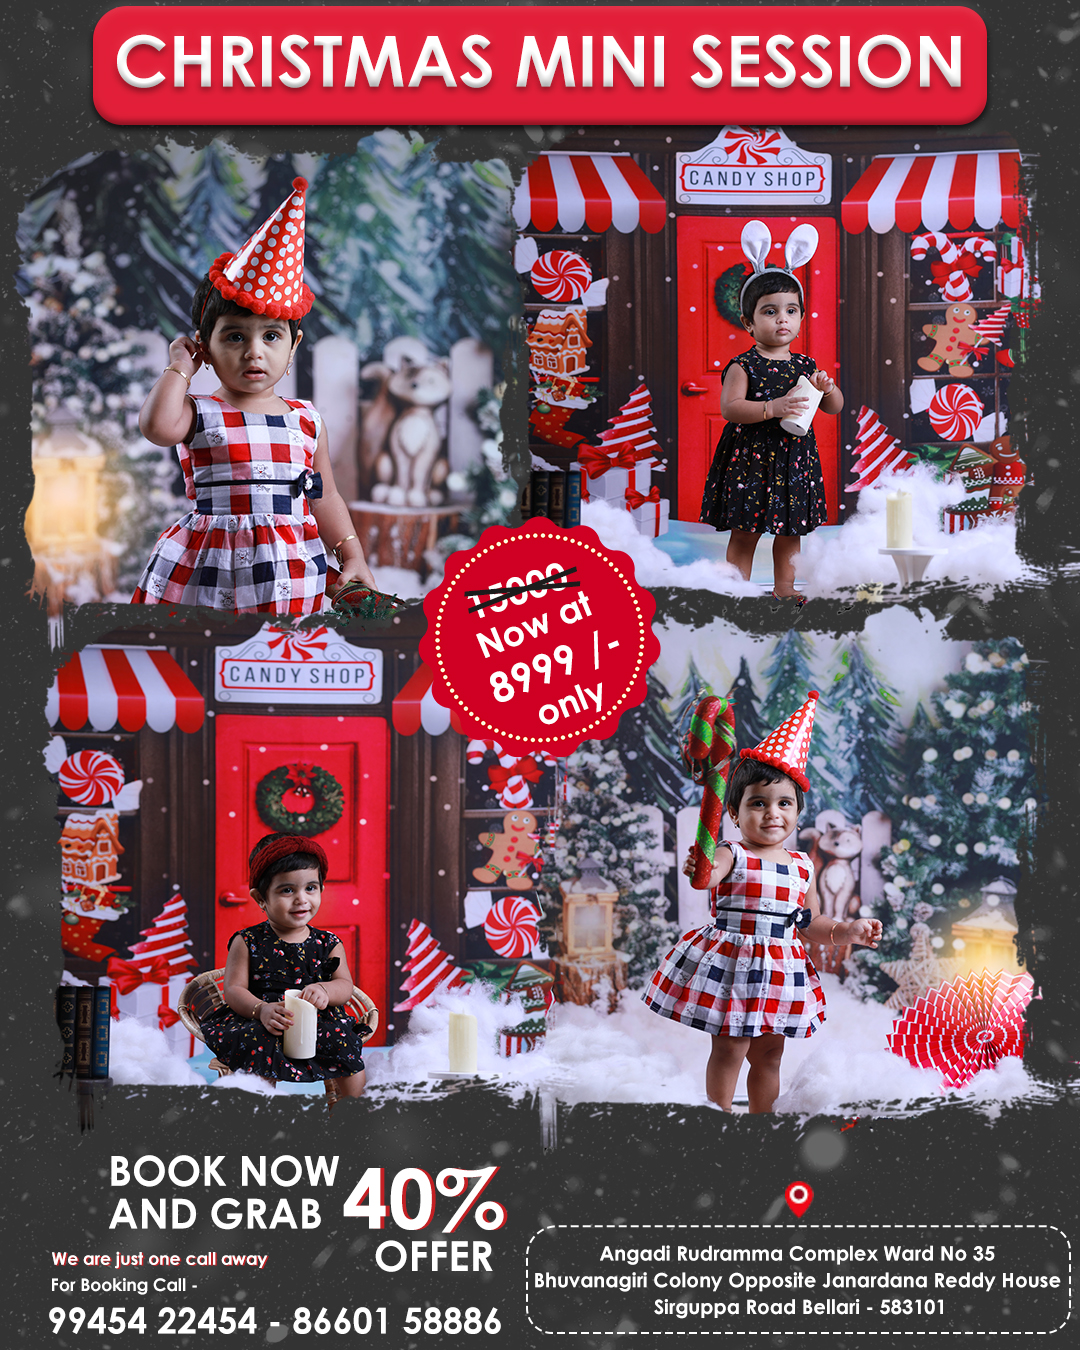 CHRISTMAS MINI SESSION
CANDY SHOP
15000
Now at
8999 /-
only
CANDY SHOP
BOOK NOW
AND GRAB
40%
OFFER
We are just one call away
For Booking Call -
99454 22454 - 86601 58886
Angadi Rudramma Complex Ward No 35
Bhuvanagiri Colony Opposite Janardana Reddy House
Sirguppa Road Bellari - 583101